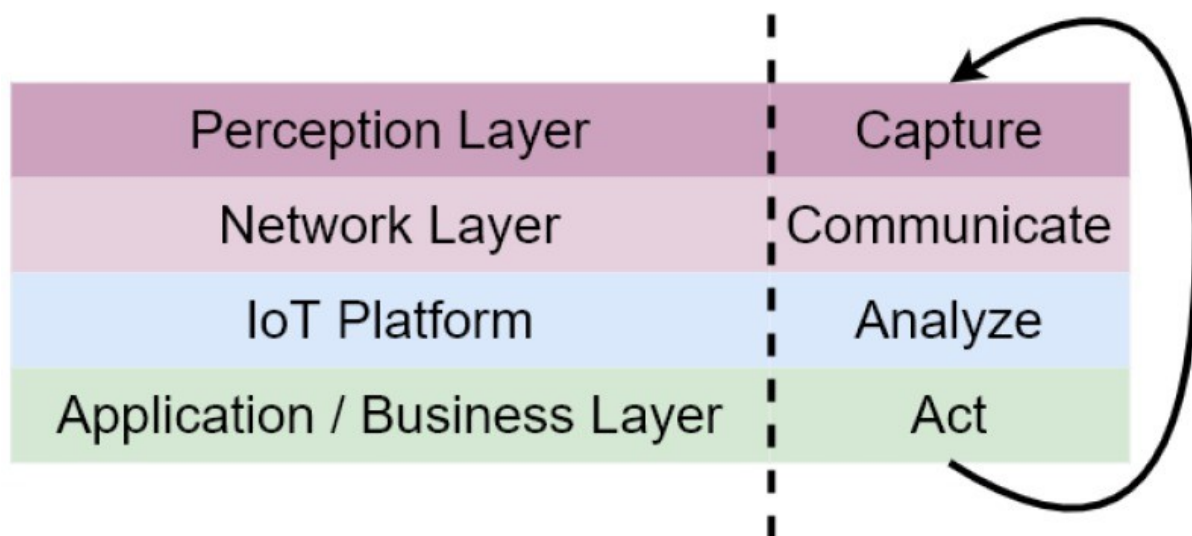 Perception Layer Capture
Network Layer Communicate
IoT Platform Analyze
Application / Business Layer Act